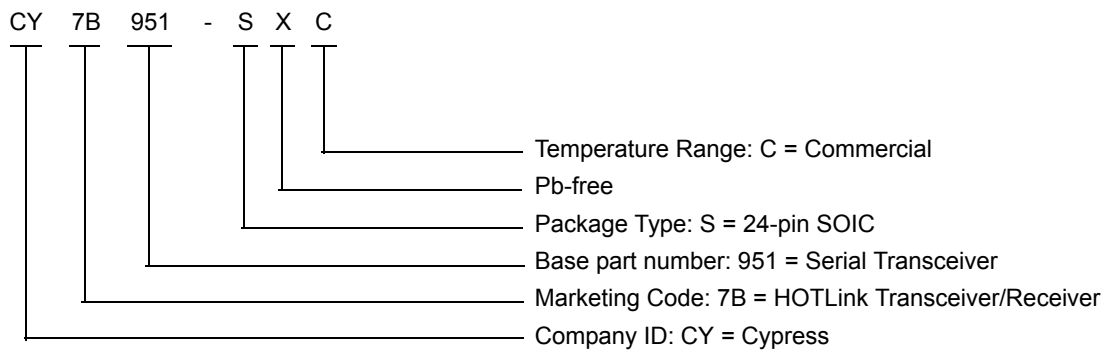 CY 7B 951 - S X C
Temperature Range: C = Commercial
Pb-free
Package Type: S = 24-pin SOIC
Base part number: 951 = Serial Transceiver
Marketing Code: 7B = HOTLink Transceiver/Receiver
Company ID: CY = Cypress